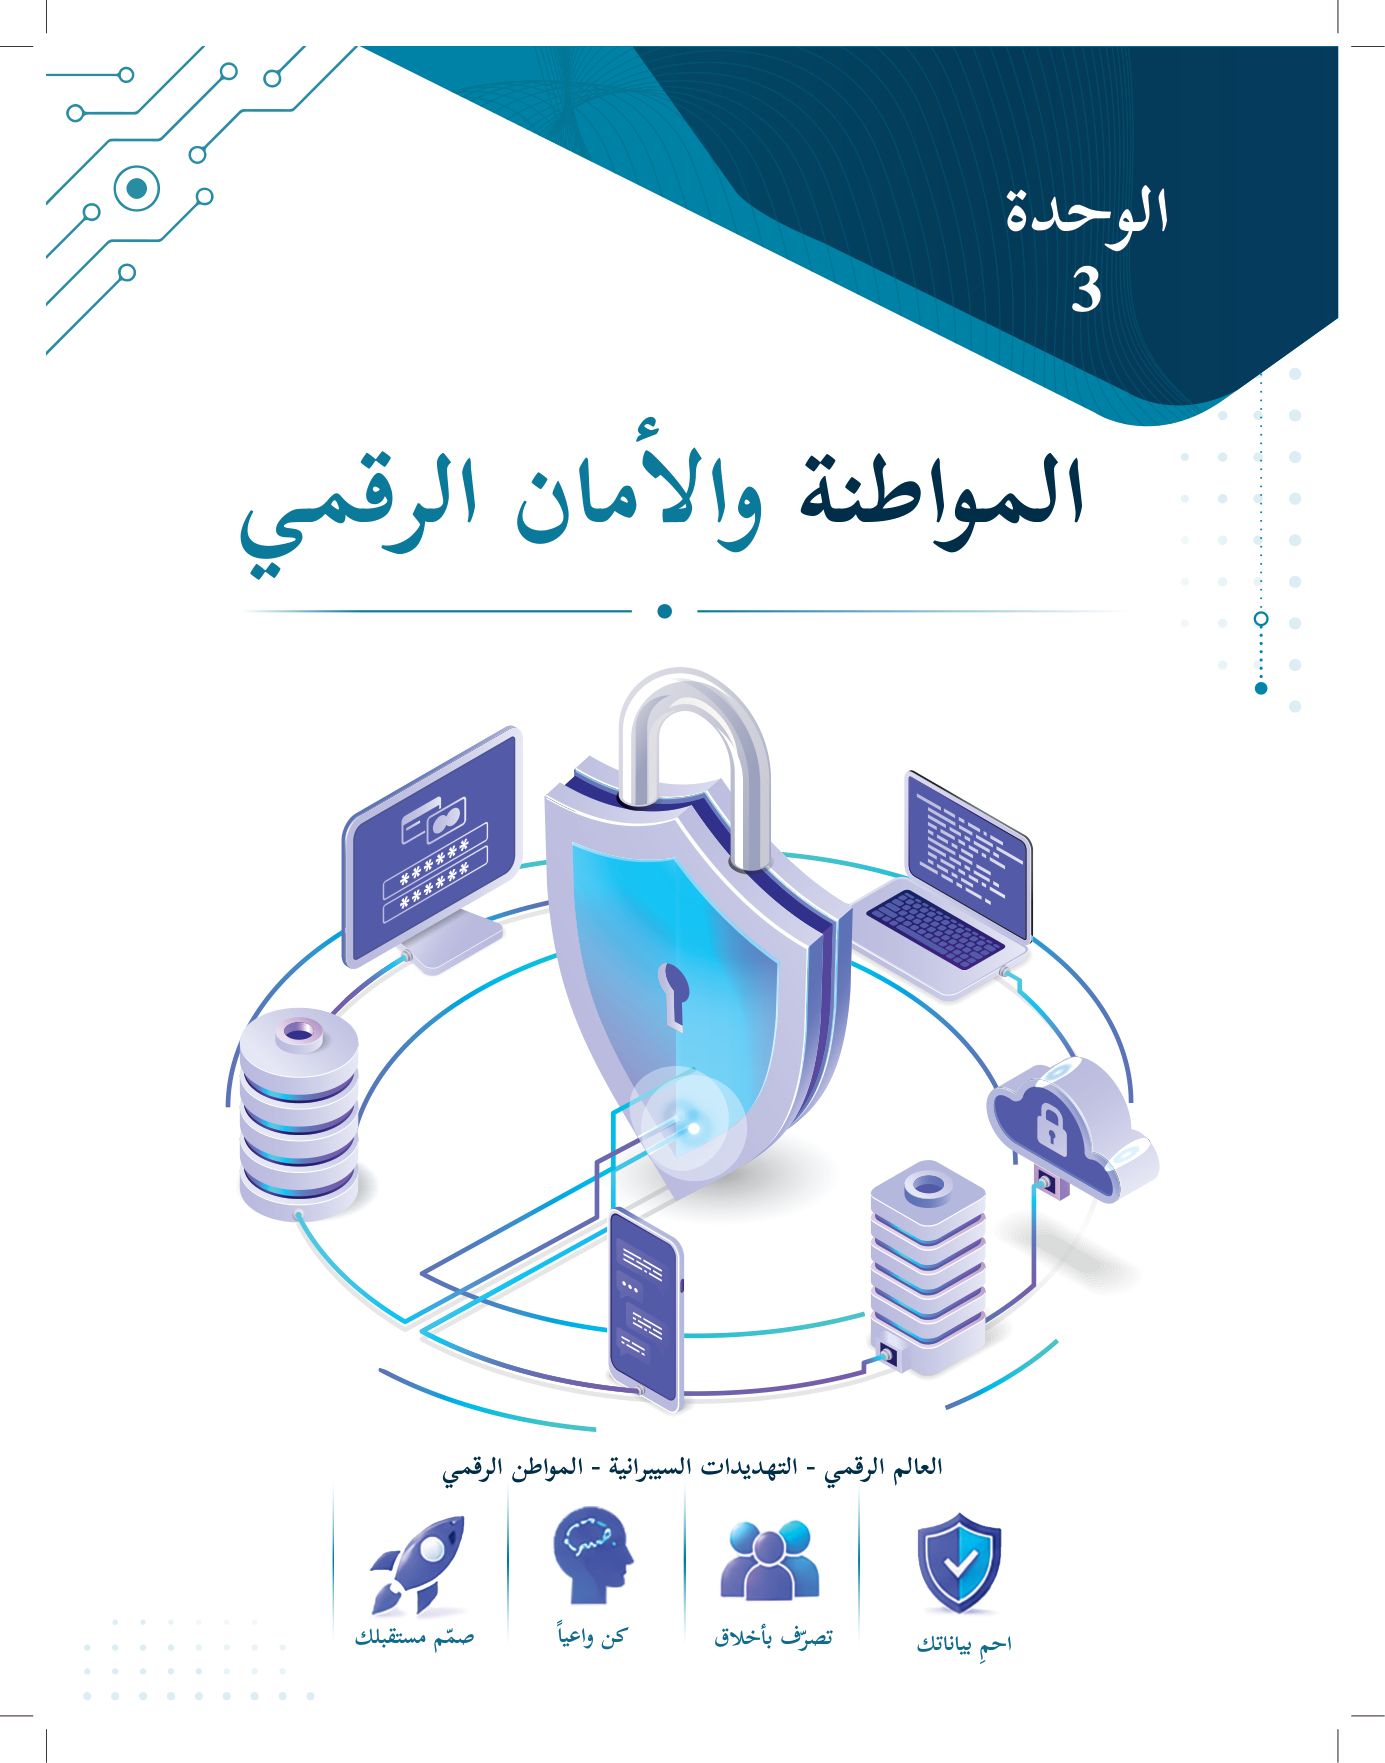 الوحدة
3
المواطنة والأمان الرقمي
******
******
العالم الرقمي - التهديدات السيبرانية - المواطن الرقمي
احمِ بياناتك
تصرّف بأخلاق
كن واعياً
صمّم مستقبلك